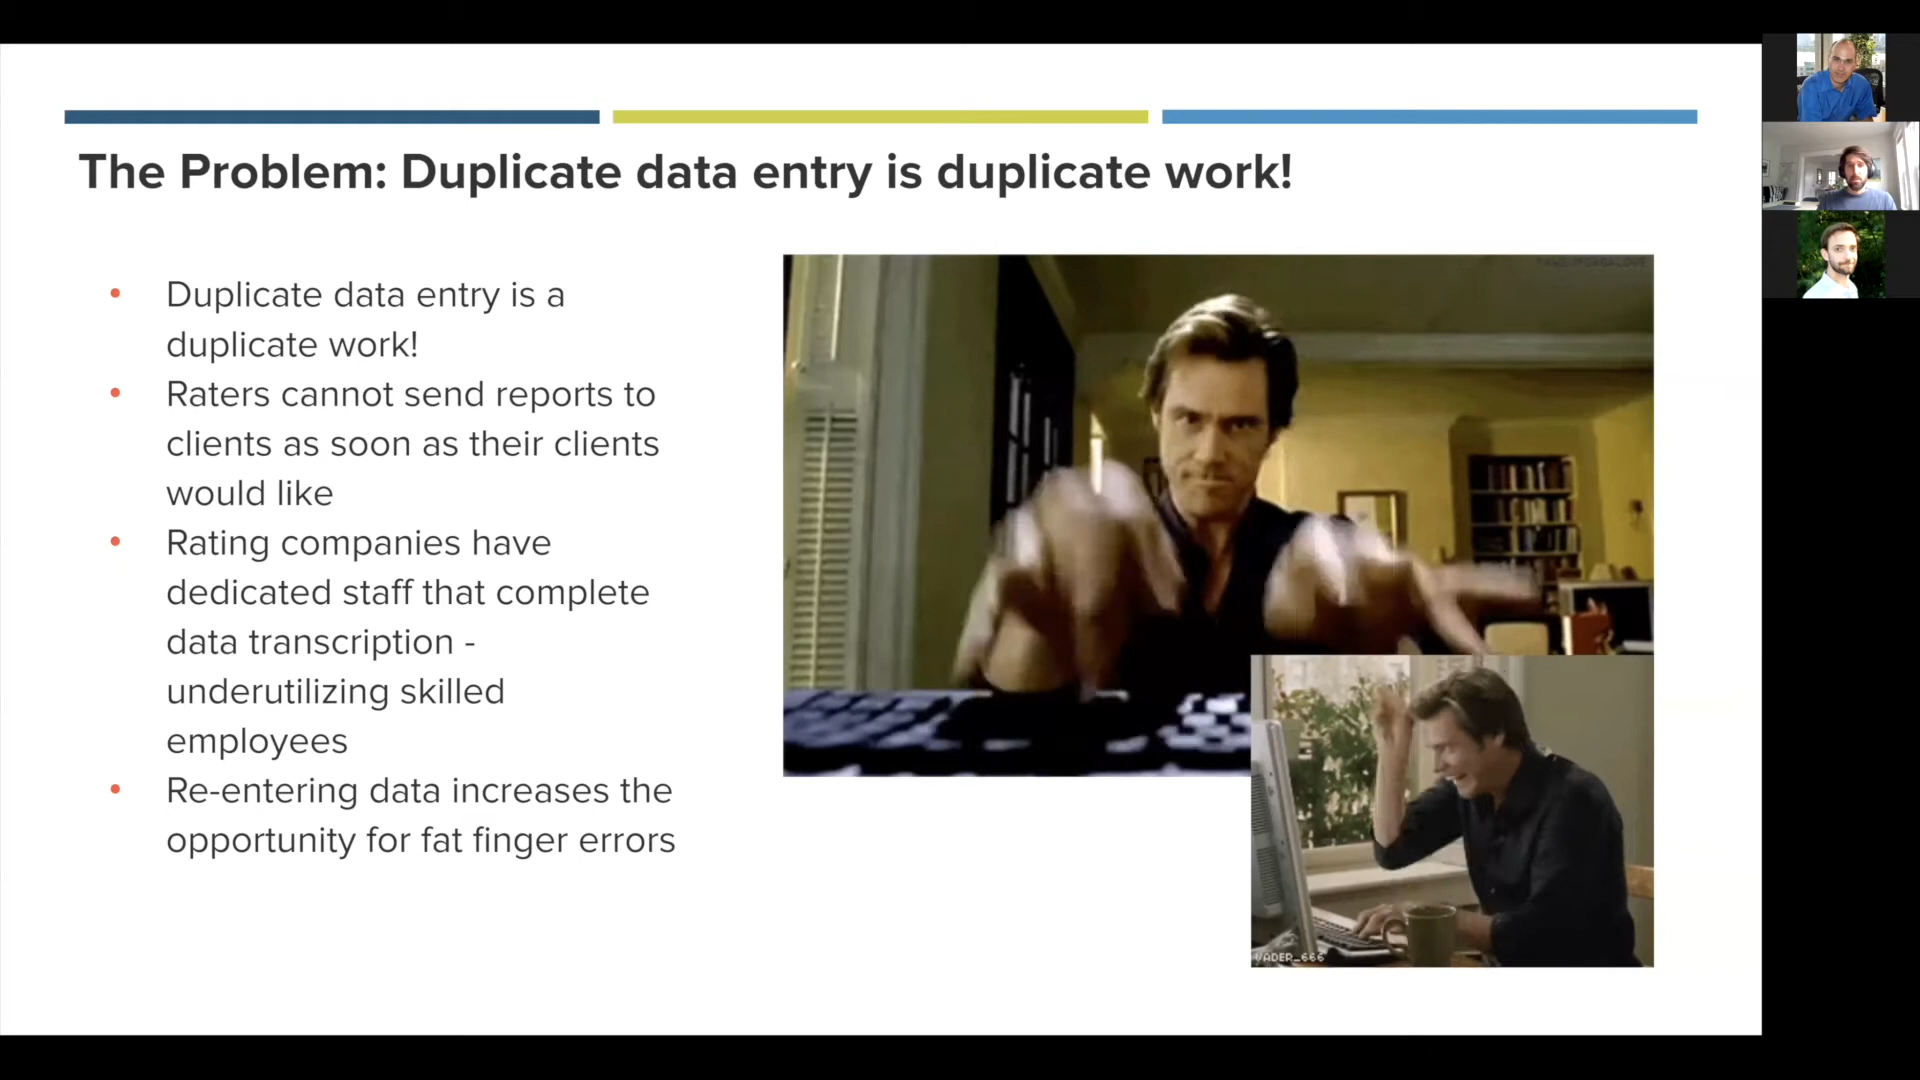 The Problem: Duplicate data entry is duplicate work!
Duplicate data entry is a
duplicate work!
Raters cannot send reports to
clients as soon as their clients
would like
Rating companies have
dedicated staff that complete
data transcription -
underutilizing skilled
employees
Re-entering data increases the
opportunity for fat finger errors
VADER_666